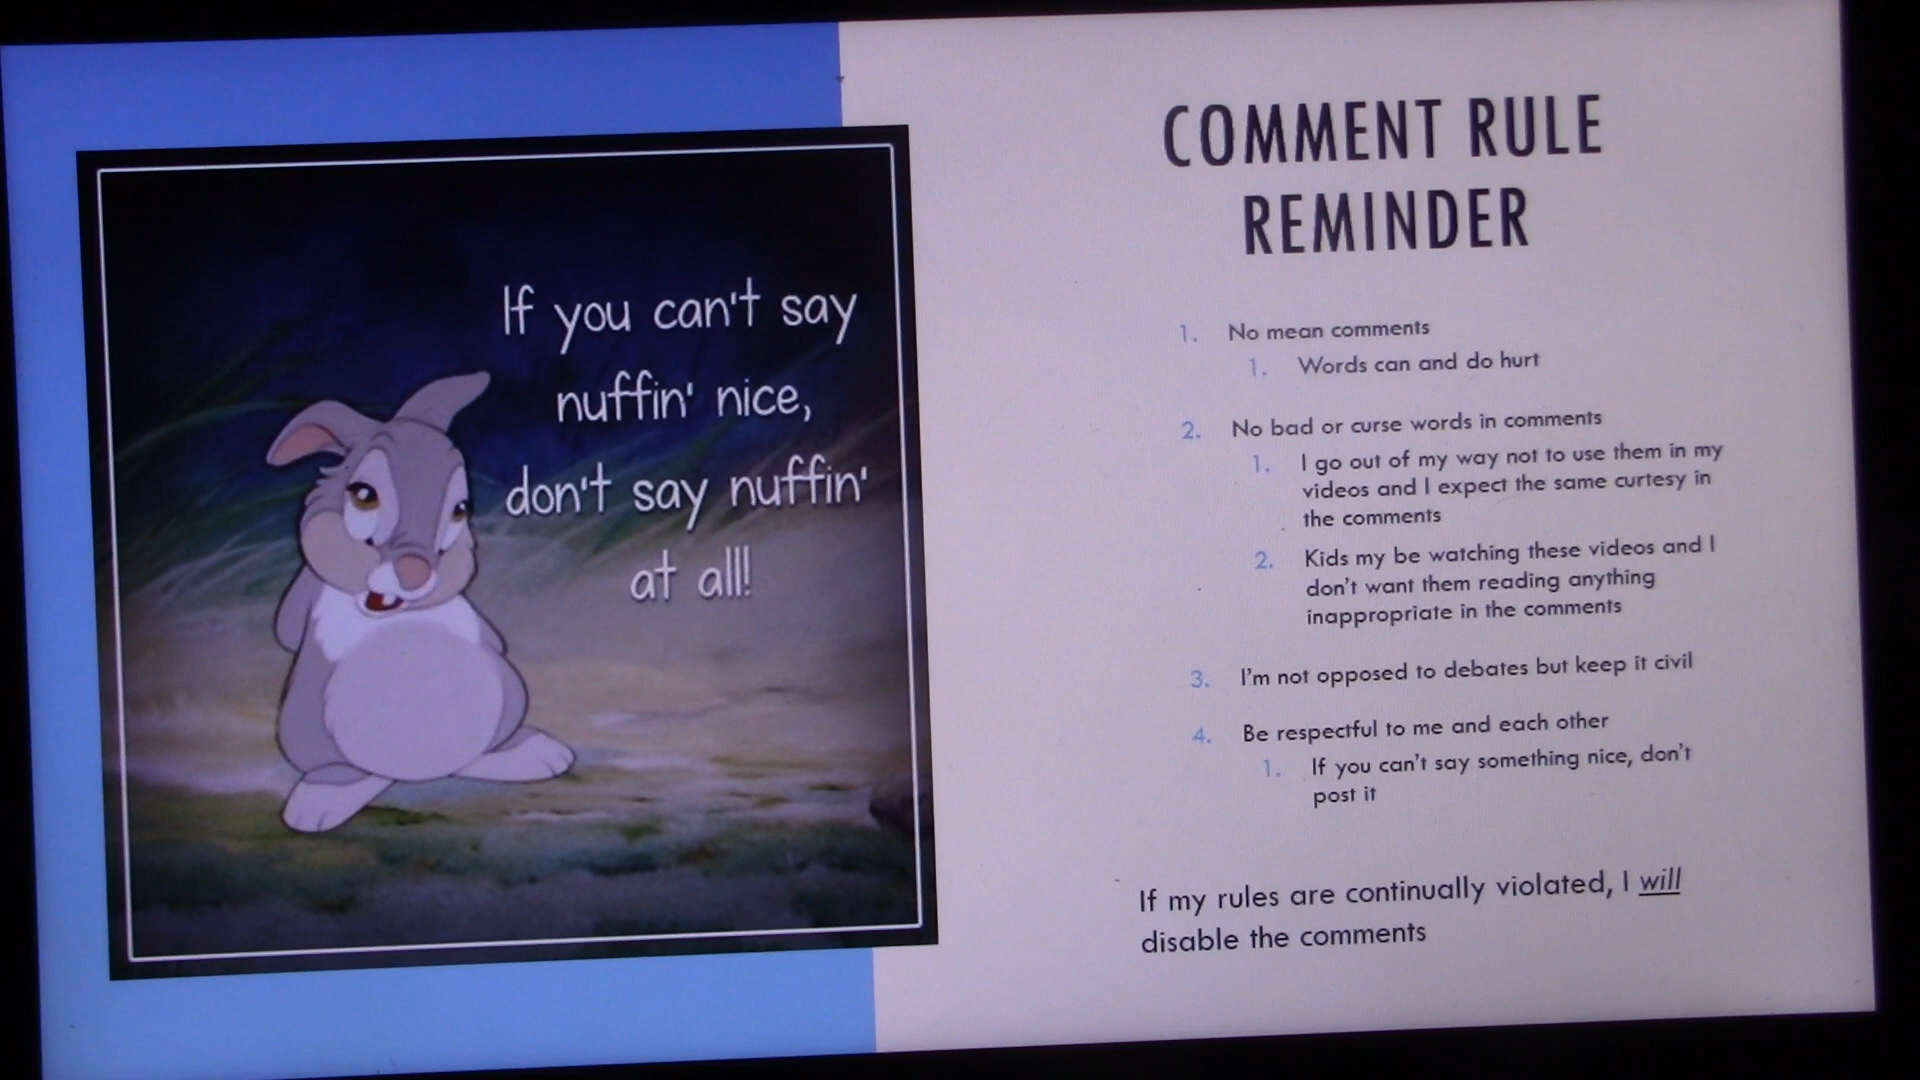 If you can't say
nuffin' nice,
don't say nuffin'
at all!
COMMENT RULE
REMINDER
1. No mean comments
1. Words can and do hurt
2. No bad or curse words in comments
1. I go out of my way not to use them in my
videos and I expect the same curtesy in
the comments
2. Kids my be watching these videos and I
don't want them reading anything
inappropriate in the comments
3. I'm not opposed to debates but keep it civil
4. Be respectful to me and each other
1. If you can't say something nice, don't
post it
If my rules are continually violated, I will
disable the comments